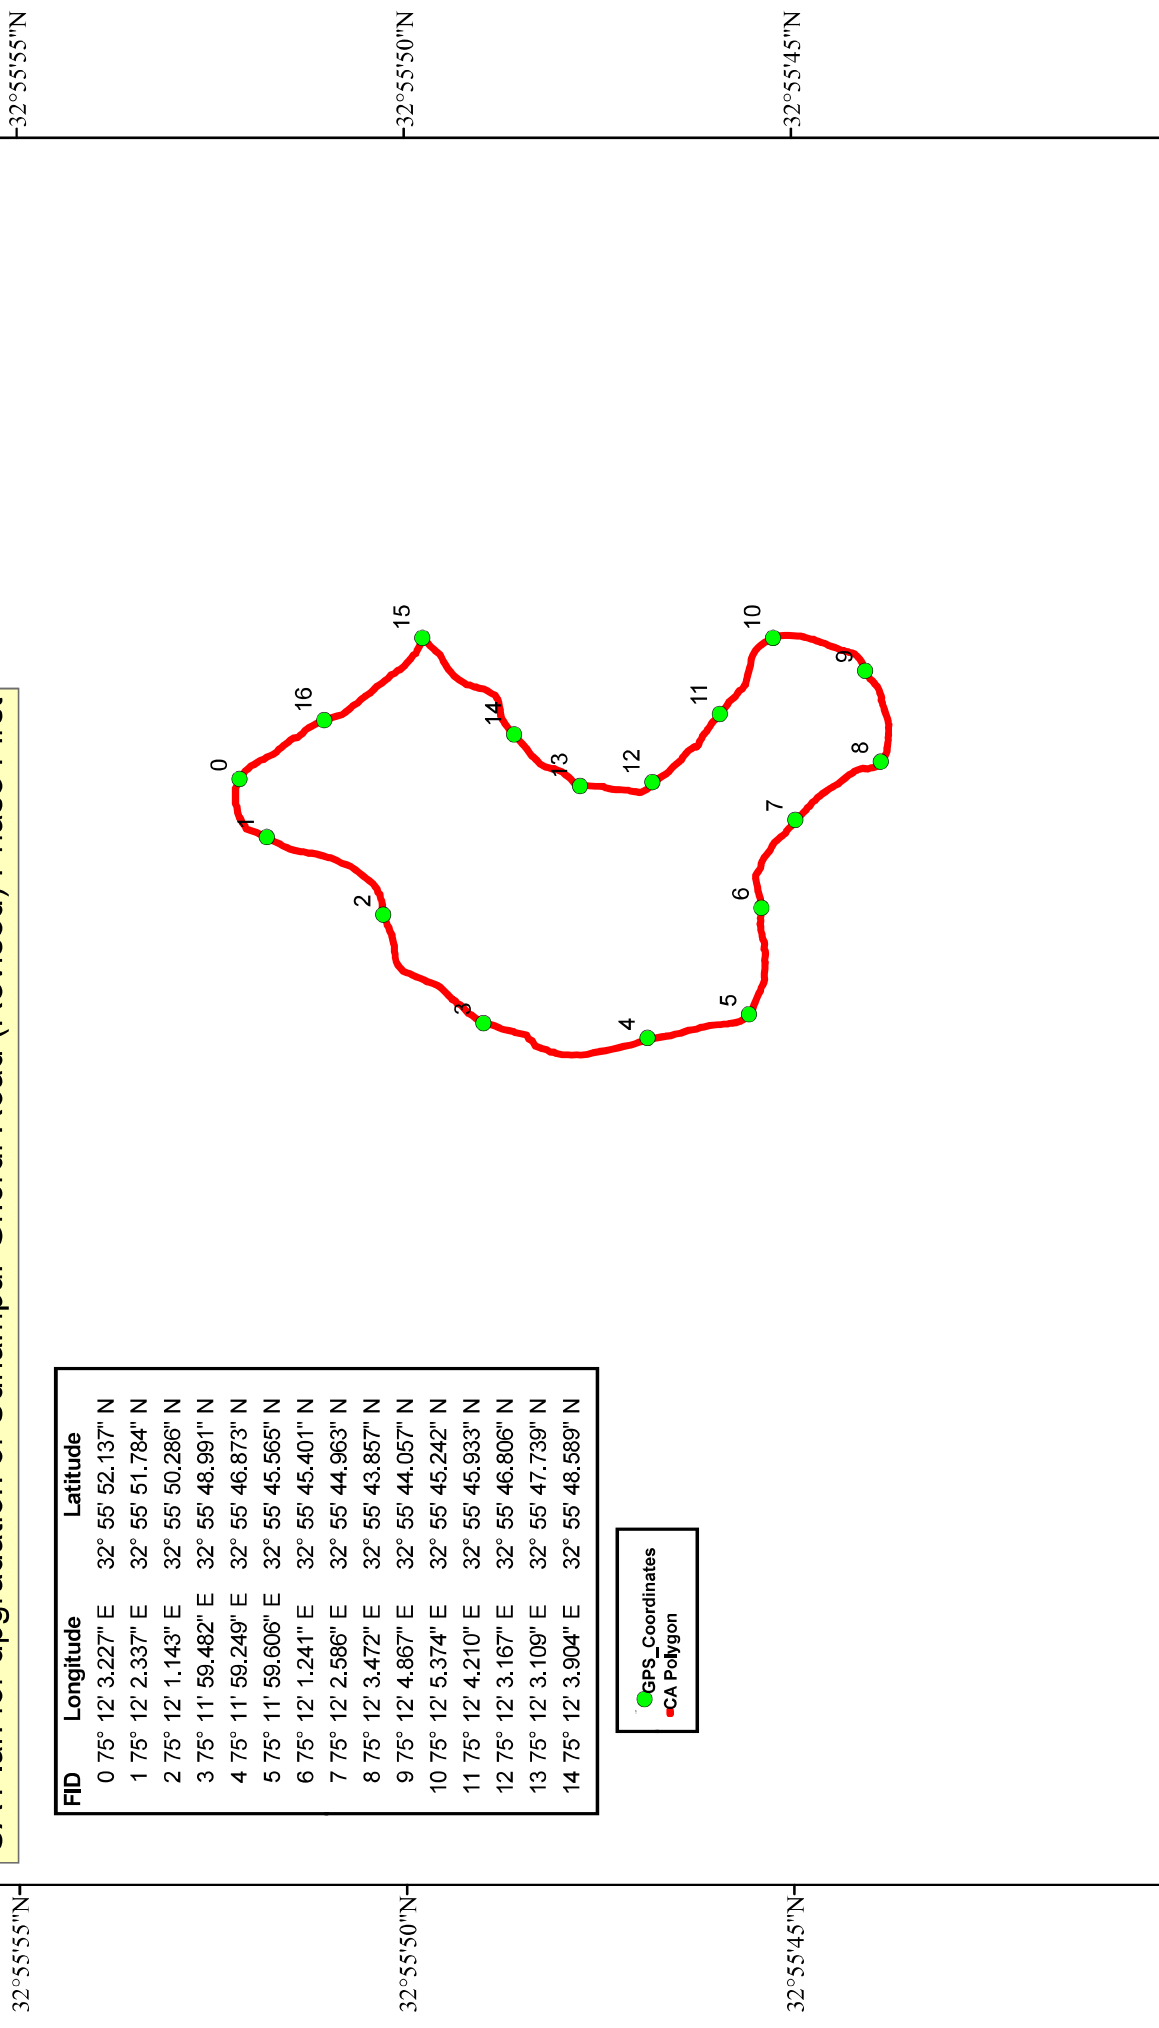 Road
32°55'55"N
32°55'55"N
FID Longitude Latitude
0 75° 12' 3.227" E 32° 55' 52.137" N
1 75° 12' 2.337" E 32° 55' 51.784" N
2 75° 12' 1.143" E 32° 55' 50.286" N
3 75° 11' 59.482" E 32° 55' 48.991" N
4 75° 11' 59.249" E 32° 55' 46.873" N
5 75° 11' 59.606" E 32° 55' 45.565" N
6 75° 12' 1.241" E 32° 55' 45.401" N
7 75° 12' 2.586" E 32° 55' 44.963" N
8 75° 12' 3.472" E 32° 55' 43.857" N
9 75° 12' 4.867" E 32° 55' 44.057" N
10 75° 12' 5.374" E 32° 55' 45.242" N
11 75° 12' 4.210" E 32° 55' 45.933" N
12 75° 12' 3.167" E 32° 55' 46.806" N
13 75° 12' 3.109" E 32° 55' 47.739" N
14 75° 12' 3.904" E 32° 55' 48.589" N
0
1
16
2
15
32°55'50"N
32°55'50"N
3
14
13
4
12
11
5
6
10
7
32°55'45"N
32°55'45"N
9
8
GPS_Coordinates
CA Polygon